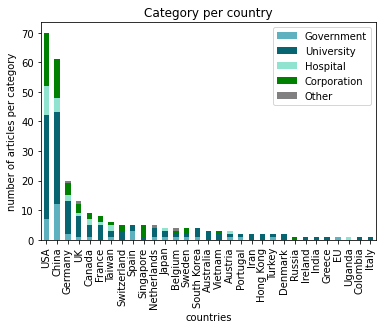 Category per country
number of articles per category
70
60
50
40
30
20
10
0
Government
University
Hospital
Corporation
Other
USA
China
Germany
UK
Canada
France
Taiwan
Switzerland
Spain
Singapore
Netherlands
Japan
Belgium
Sweden
South Korea
Australia
Vietnam
Austria
Portugal
Iran
Hong Kong
Turkey
Denmark
Russia
Ireland
India
Greece
EU
Uganda
Colombia
Italy
countries